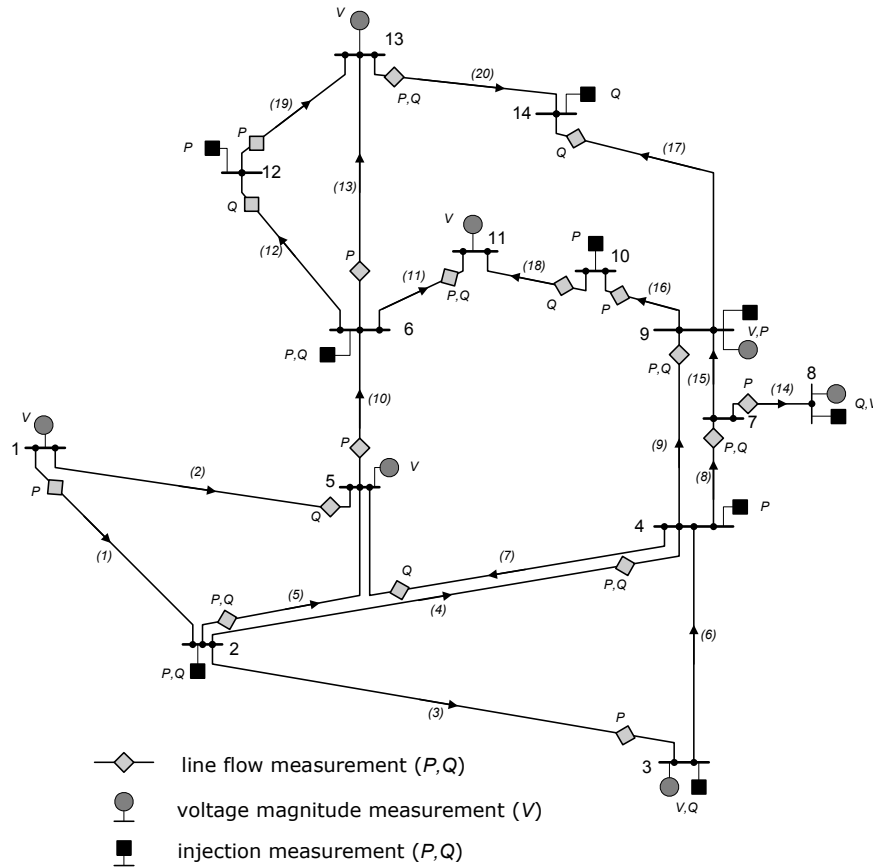 V
13
(20)
P,Q
Q
14
(19)
P
P
12
Q
(17)
(13)
Q
(12)
V
11
P
10
(18)
(16)
(11)
P
P,Q
Q
P
6
9
V,P
P,Q
P,Q
(15)
8
P
(14)
Q,V
7
(10)
(9)
P,Q
(8)
V
1
(2)
P
5
V
P
Q
4
P
(1)
(7)
Q
P,Q
(5)
(4)
P,Q
(6)
2
P,Q
(3)
P
3
V,Q
line flow measurement (P,Q)
voltage magnitude measurement (V)
injection measurement (P,Q)